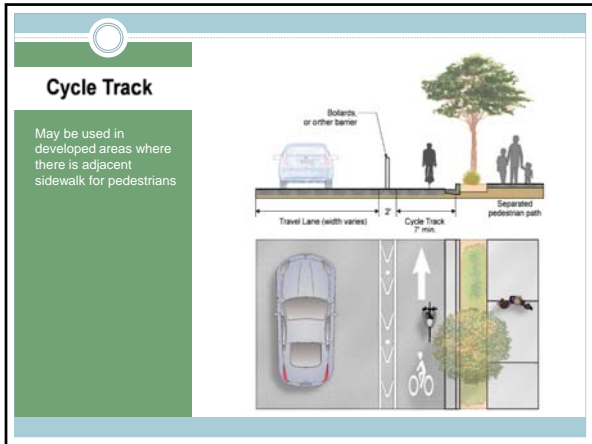 Cycle Track
May be used in
developed areas where
there is adjacent
sidewalk for pedestrians
Bollards,
or orther barrier
Travel Lane (width varies)
2'
Cycle Track
7' min.
Separated
pedestrian path